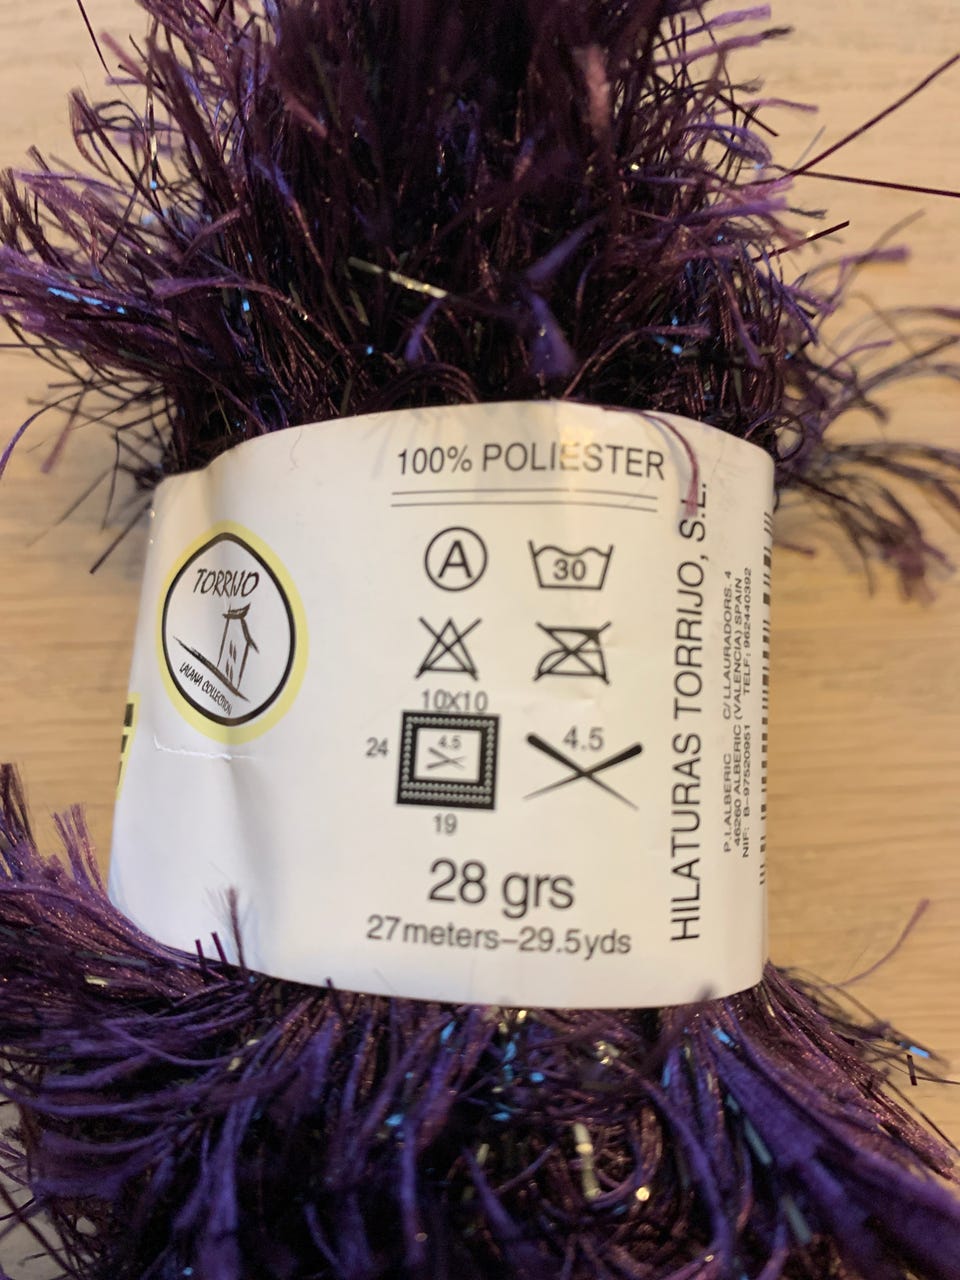 100% POLIESTER
TORRIJO
LALANA COLLECTION
A
30
10X10
24
4.5
4.5
19
28 grs
27meters-29.5yds
HILATURAS TORRIJO, S.L.
P.I.ALBERIC C/LLAURADORS, 4
46260 ALBERIC (VALENCIA) SPAIN
NIF: B-97520951 TELF: 962440392